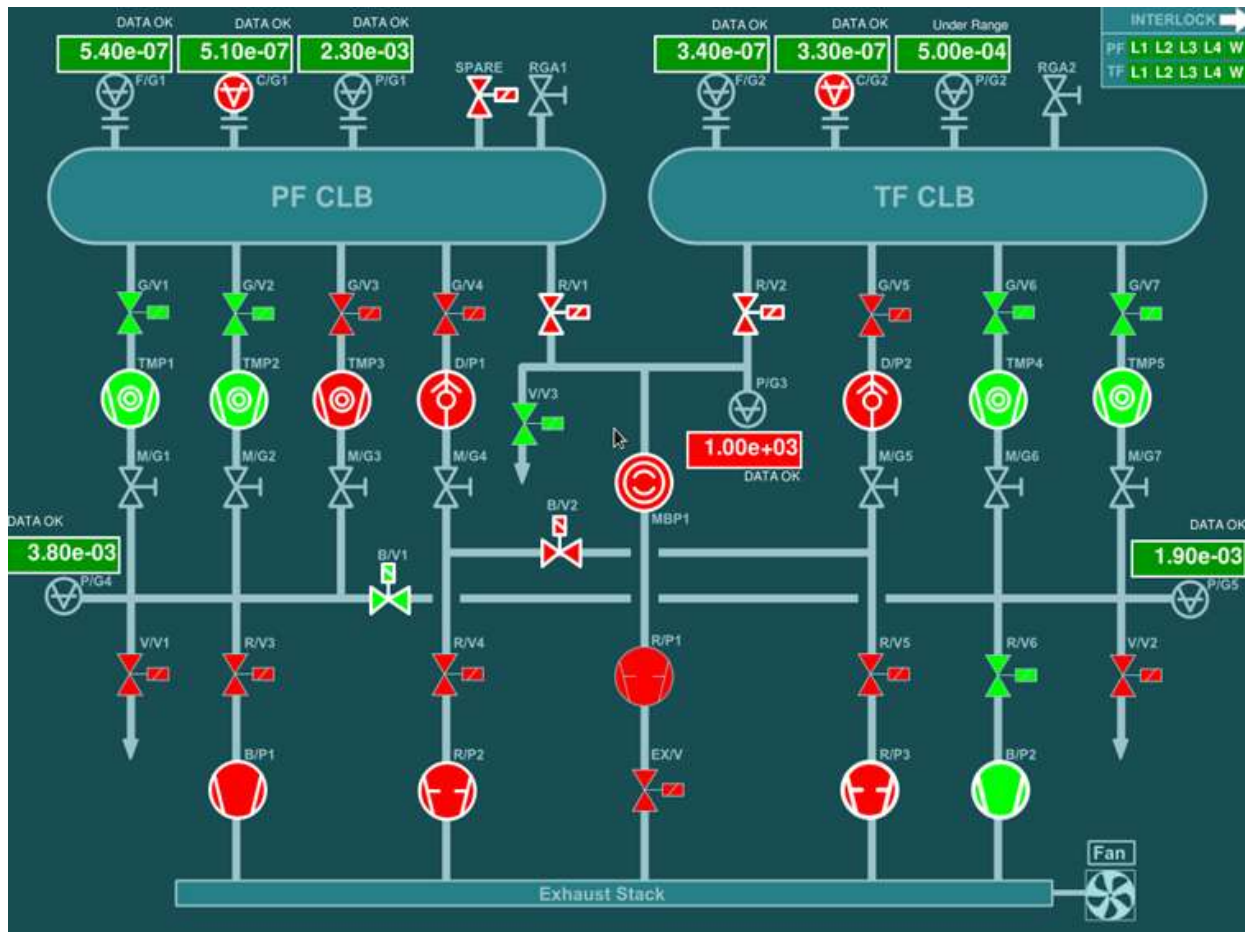 DATA OK DATA OK DATA OK DATA OK DATA OK Under Range INTERLOCK
5.40e-07 5.10e-07 2.30e-03 3.40e-07 3.30e-07 5.00e-04
PF L1 L2 L3 L4 W
TF L1 L2 L3 L4 W
F/G1 C/G1 P/G1 SPARE RGA1 F/G2 C/G2 P/G2 RGA2
PF CLB TF CLB
G/V1 G/V2 G/V3 G/V4 R/V1 R/V2 G/V5 G/V6 G/V7
TMP1 TMP2 TMP3 D/P1 D/P2 TMP4 TMP5
V/V3 P/G3
1.00e+03
DATA OK
M/G1 M/G2 M/G3 M/G4 M/G5 M/G6 M/G7
MBP1
B/V2
DATA OK DATA OK
3.80e-03 1.90e-03
B/V1
P/G4 P/G5
V/V1 R/V3 R/V4 R/P1 R/V5 R/V6 V/V2
B/P1 R/P2 EX/V R/P3 B/P2
Fan
Exhaust Stack